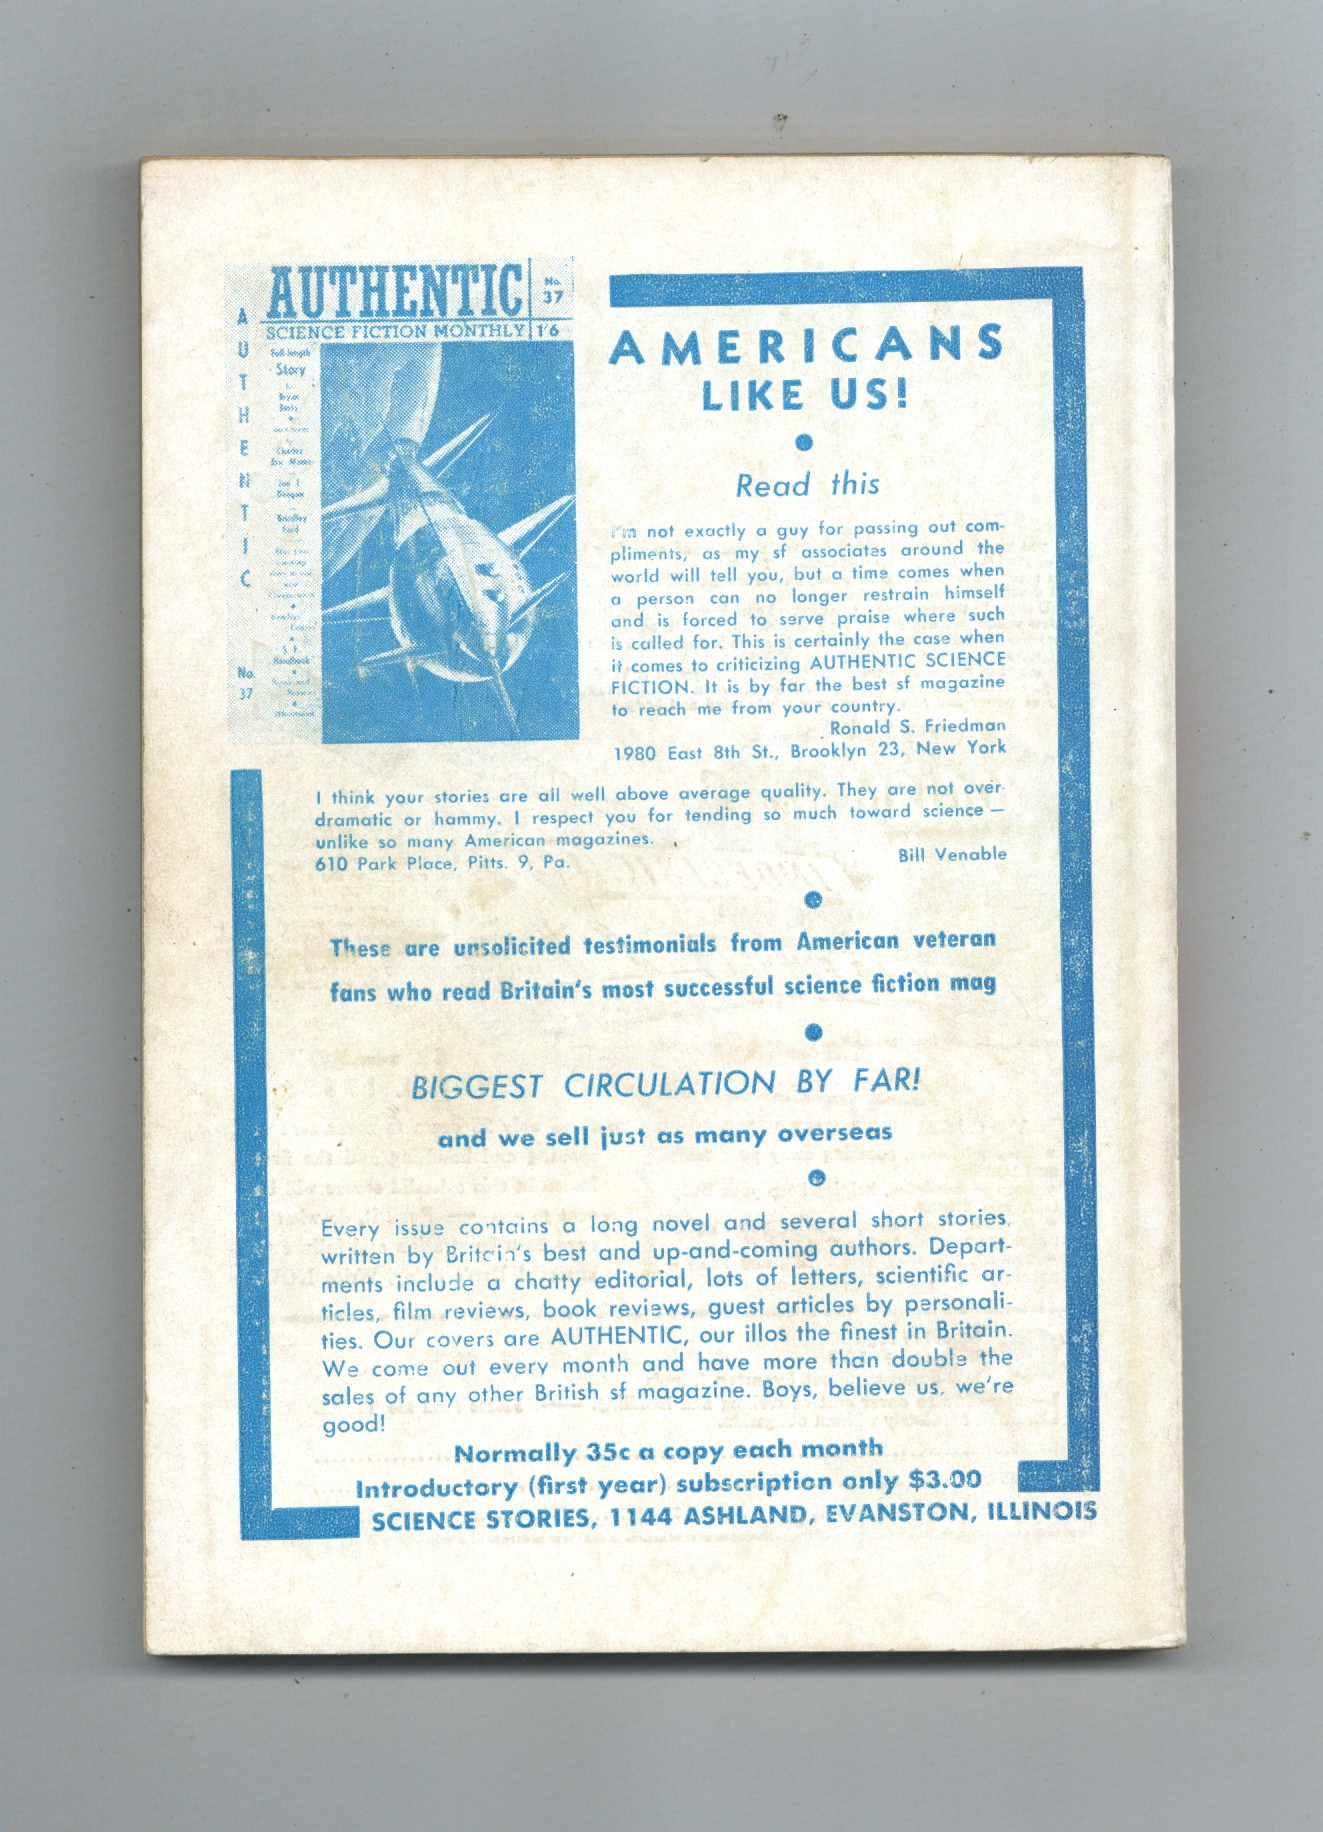 AUTHENTIC
No. 37
SCIENCE FICTION MONTHLY 1'6
AUTHENTIC
Full-length
Story
Charles
Jon J
Deegan
Brindley
Ford
S F
Handbook
No.
37
AMERICANS
LIKE US!
Read this
I'm not exactly a guy for passing out com-
pliments, as my sf associates around the
world will tell you, but a time comes when
a person can no longer restrain himself
and is forced to serve praise where such
is called for. This is certainly the case when
it comes to criticizing AUTHENTIC SCIENCE
FICTION. It is by far the best sf magazine
to reach me from your country.
Ronald S. Friedman
1980 East 8th St., Brooklyn 23, New York
I think your stories are all well above average quality. They are not over-
dramatic or hammy. I respect you for tending so much toward science —
unlike so many American magazines.
610 Park Place, Pitts. 9, Pa. Bill Venable
These are unsolicited testimonials from American veteran
fans who read Britain's most successful science fiction mag
BIGGEST CIRCULATION BY FAR!
and we sell just as many overseas
Every issue contains a long novel and several short stories,
written by Britain's best and up-and-coming authors. Depart-
ments include a chatty editorial, lots of letters, scientific ar-
ticles, film reviews, book reviews, guest articles by personali-
ties. Our covers are AUTHENTIC, our illos the finest in Britain.
We come out every month and have more than double the
sales of any other British sf magazine. Boys, believe us, we're
good!
Normally 35c a copy each month
Introductory (first year) subscription only $3.00
SCIENCE STORIES, 1144 ASHLAND, EVANSTON, ILLINOIS